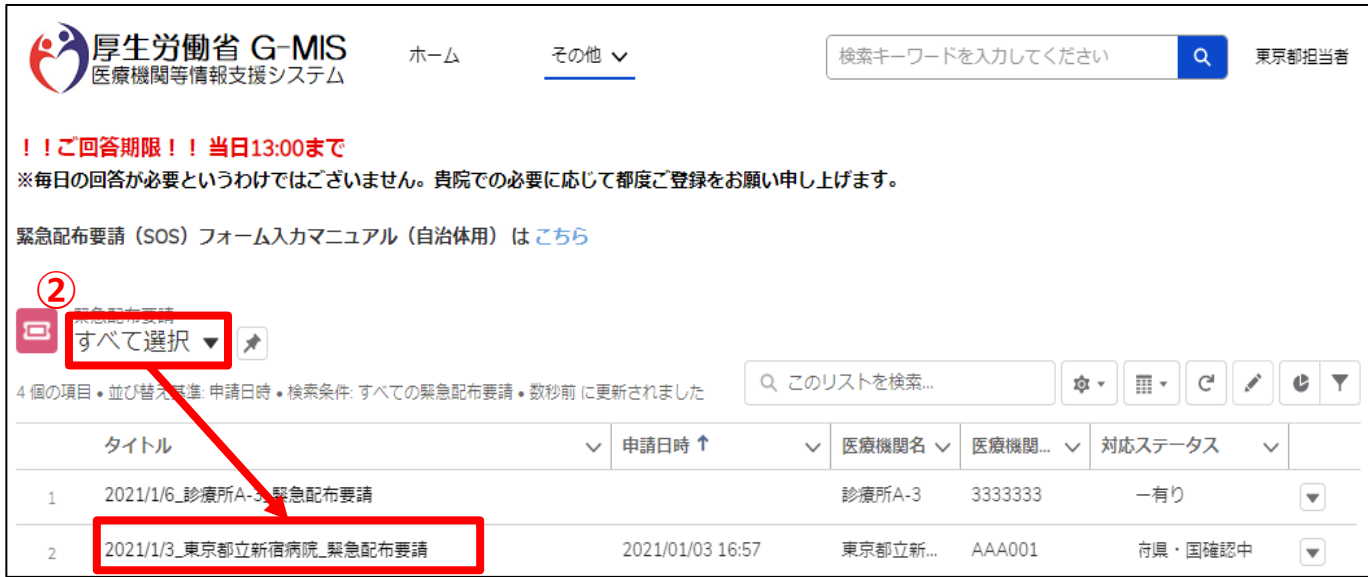 厚生労働省 G-MIS
医療機関等情報支援システム
ホーム
その他
検索キーワードを入力してください
東京都担当者
！！ご回答期限！！ 当日13:00まで
※毎日の回答が必要というわけではございません。貴院での必要に応じて都度ご登録をお願い申し上げます。
緊急配布要請（SOS）フォーム入力マニュアル（自治体用） は こちら
②
緊急配布要請
すべて選択
4 個の項目 • 並び替え基準: 申請日時 • 検索条件: すべての緊急配布要請 • 数秒前 に更新されました
このリストを検索...
タイトル 申請日時 医療機関名 医療機関... 対応ステータス
1 2021/1/6_診療所A-3_緊急配布要請 診療所A-3 3333333 ー有り
2 2021/1/3_東京都立新宿病院_緊急配布要請 2021/01/03 16:57 東京都立新... AAA001 府県・国確認中